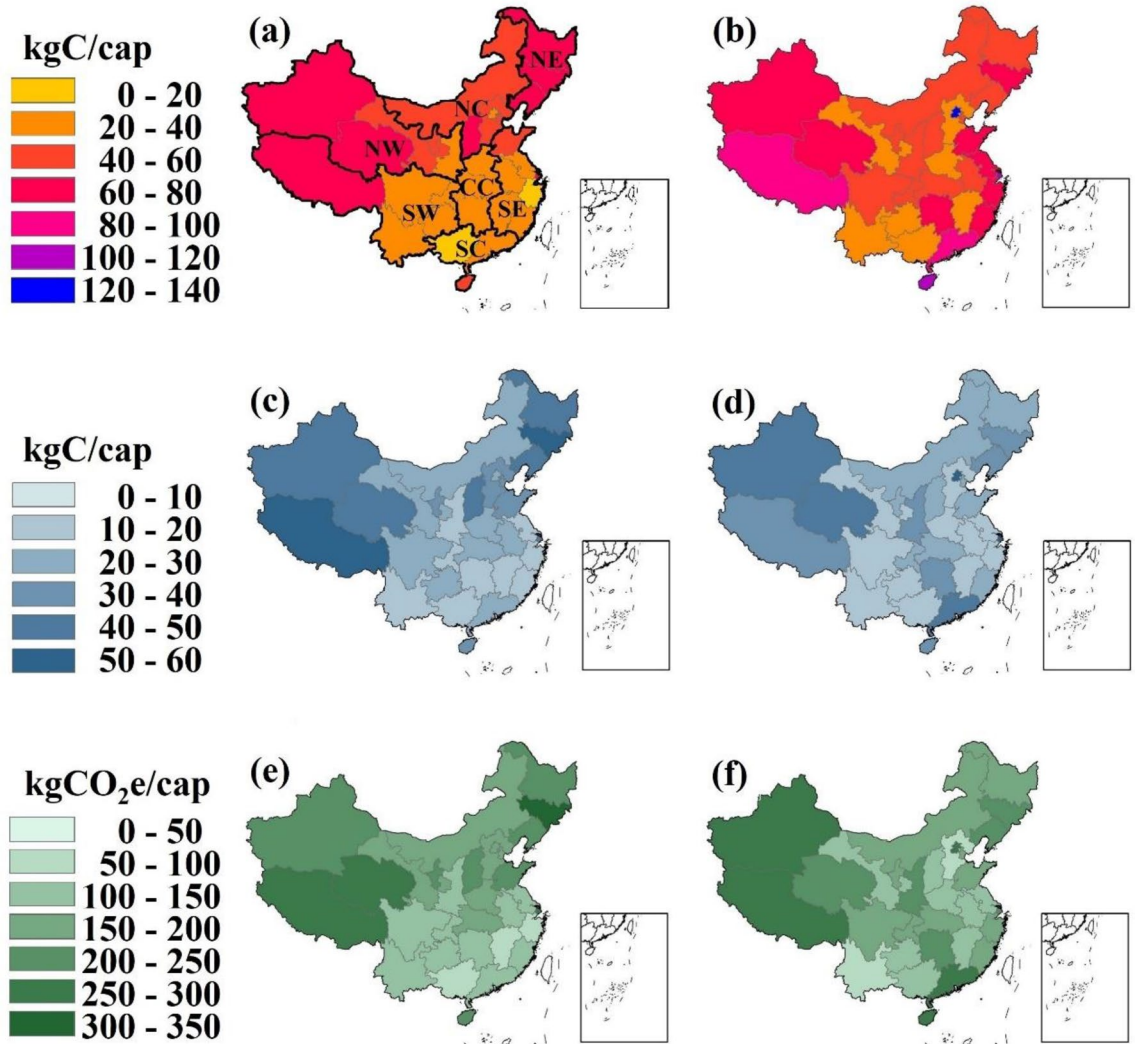 kgC/cap
0 - 20
20 - 40
40 - 60
60 - 80
80 - 100
100 - 120
120 - 140
(a)
NE
NC
NW
CC
SW
SE
SC
(b)
kgC/cap
0 - 10
10 - 20
20 - 30
30 - 40
40 - 50
50 - 60
(c)
(d)
kgCO₂e/cap
0 - 50
50 - 100
100 - 150
150 - 200
200 - 250
250 - 300
300 - 350
(e)
(f)